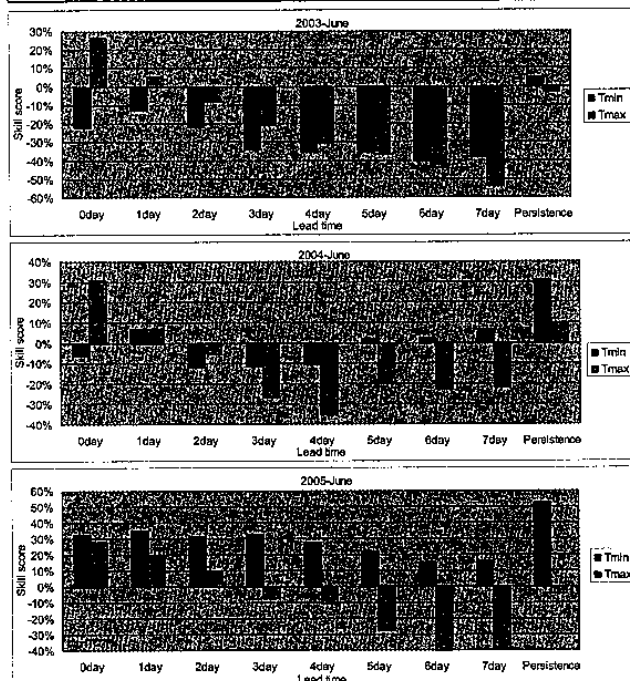 2003-June
30%
20%
10%
0%
-10%
-20%
-30%
-40%
-50%
-60%
Skill score
0day 1day 2day 3day 4day 5day 6day 7day Persistence
Lead time
Tmin
Tmax
2004-June
40%
30%
20%
10%
0%
-10%
-20%
-30%
-40%
Skill score
0day 1day 2day 3day 4day 5day 6day 7day Persistence
Lead time
Tmin
Tmax
2005-June
60%
50%
40%
30%
20%
10%
0%
-10%
-20%
-30%
-40%
Skill score
0day 1day 2day 3day 4day 5day 6day 7day Persistence
Lead time
Tmin
Tmax